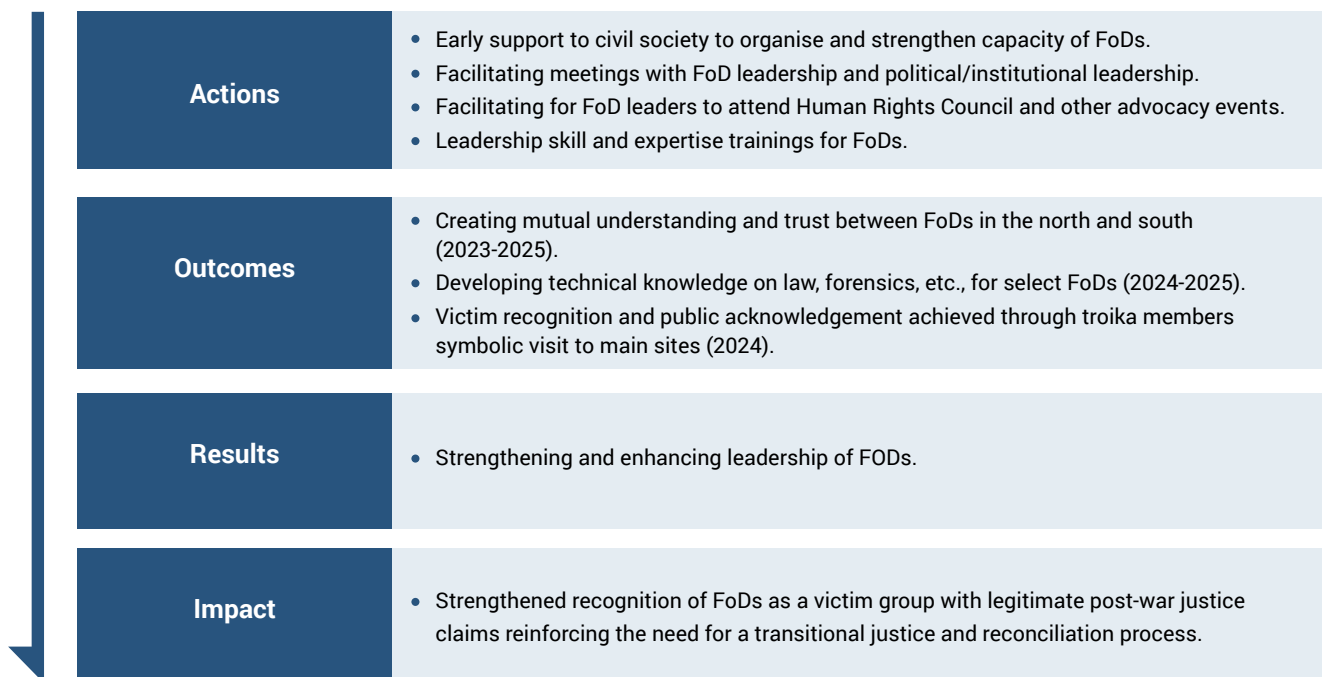 Actions
• Early support to civil society to organise and strengthen capacity of FoDs.
• Facilitating meetings with FoD leadership and political/institutional leadership.
• Facilitating for FoD leaders to attend Human Rights Council and other advocacy events.
• Leadership skill and expertise trainings for FoDs.
Outcomes
• Creating mutual understanding and trust between FoDs in the north and south
(2023-2025).
• Developing technical knowledge on law, forensics, etc., for select FoDs (2024-2025).
• Victim recognition and public acknowledgement achieved through troika members
symbolic visit to main sites (2024).
Results
• Strengthening and enhancing leadership of FODs.
Impact
• Strengthened recognition of FoDs as a victim group with legitimate post-war justice
claims reinforcing the need for a transitional justice and reconciliation process.